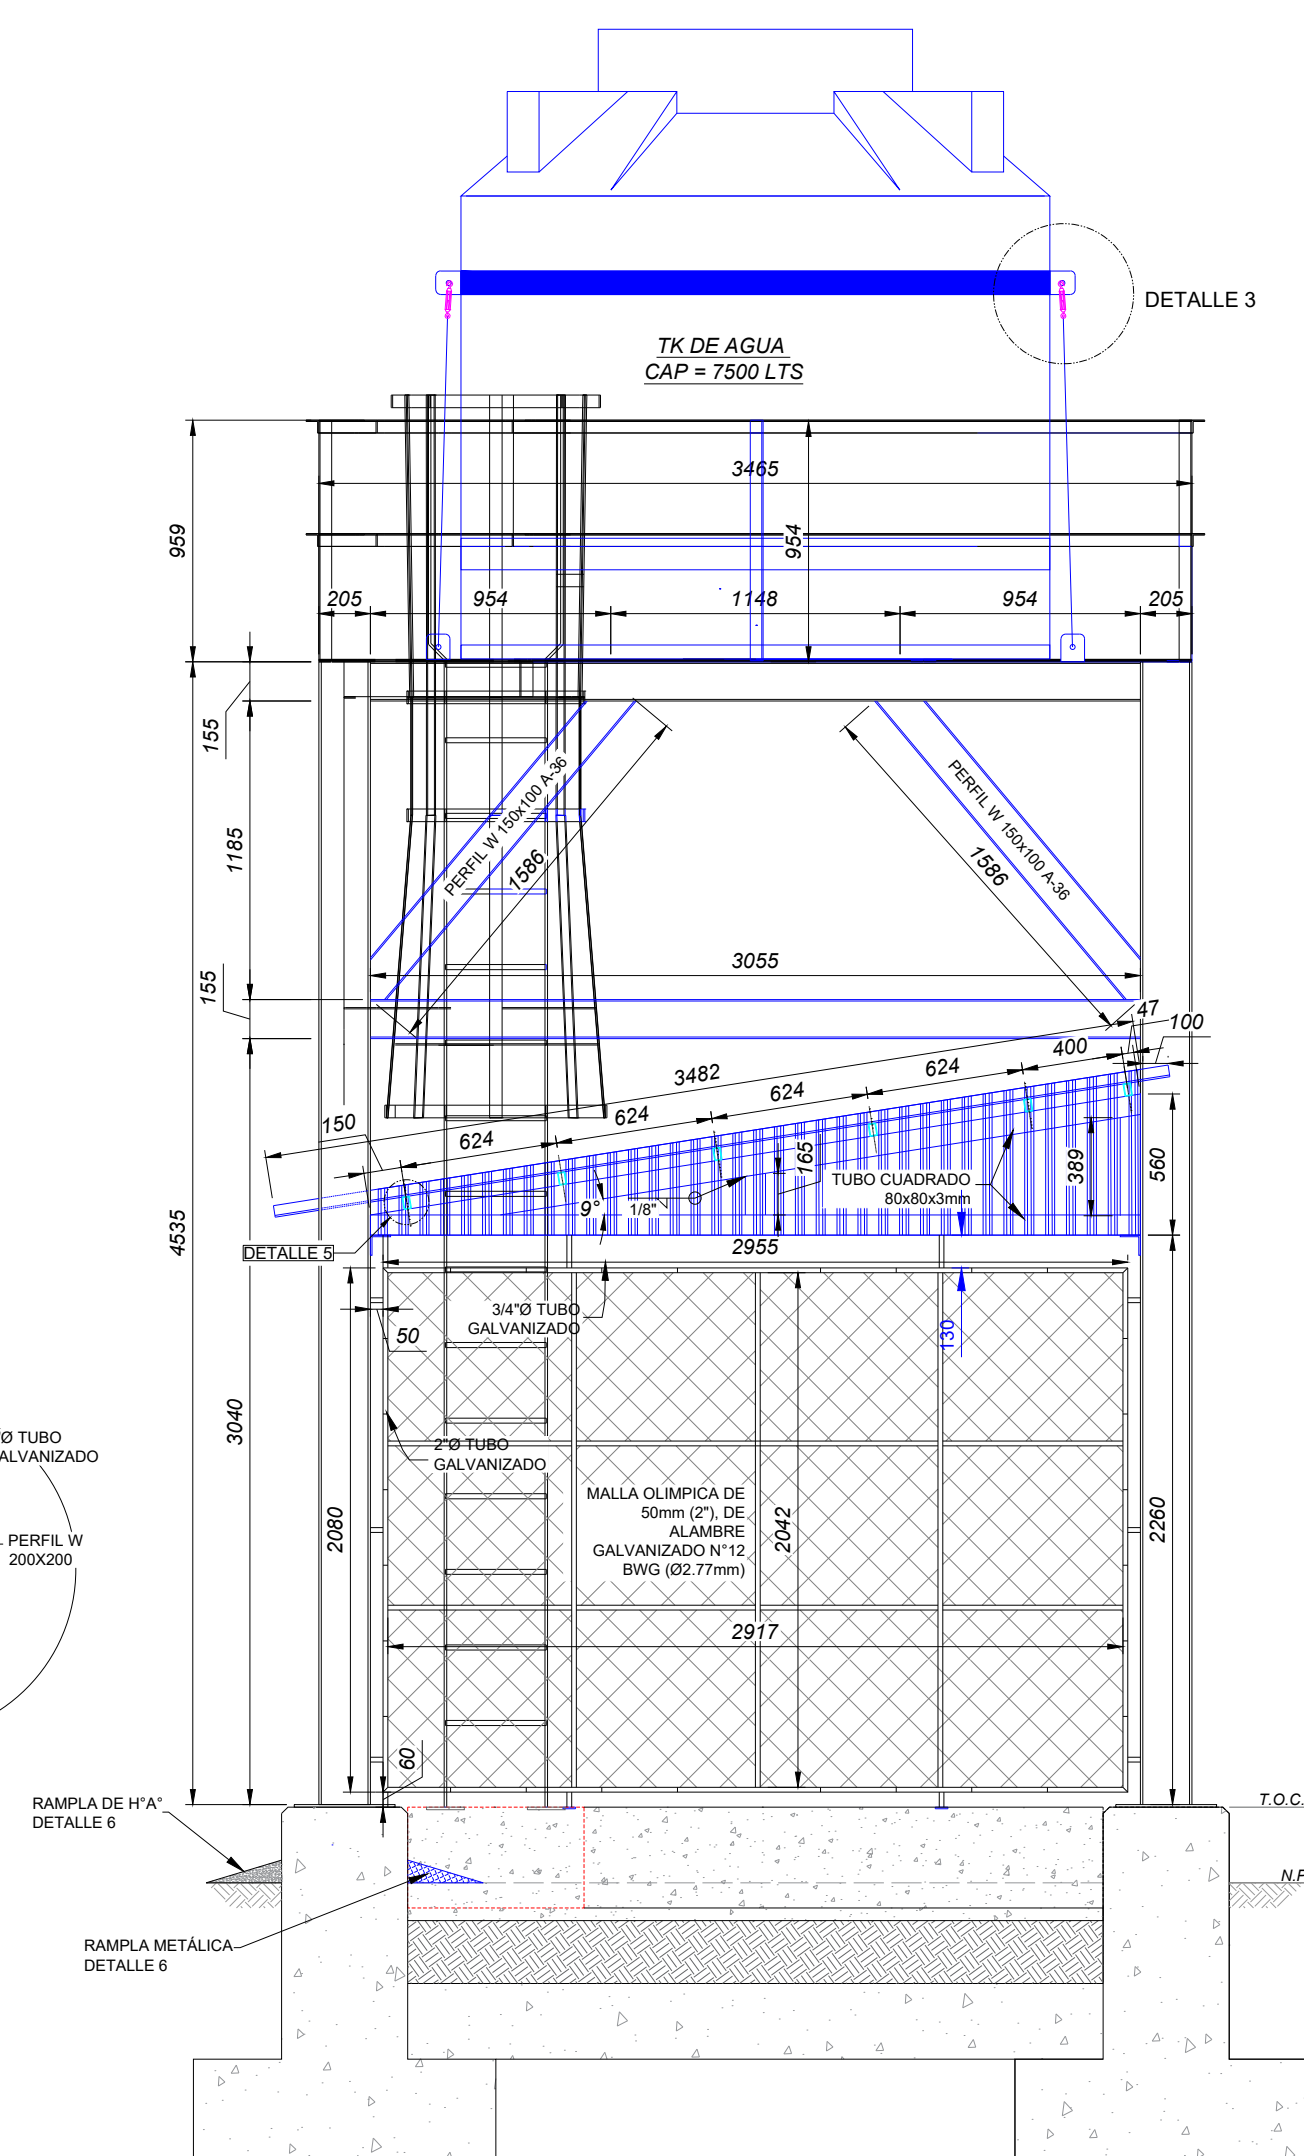 DETALLE 3
TK DE AGUA
CAP = 7500 LTS
3465
959
954
205
954
1148
954
205
155
1185
PERFIL W 150x100 A-36
1586
PERFIL W 150x100 A-36
1586
155
3055
47
100
400
3482
624
624
624
624
150
165
389
560
TUBO CUADRADO
80x80x3mm
9°
1/8"
4535
DETALLE 5
2955
3/4"Ø TUBO
GALVANIZADO
50
130
3040
"Ø TUBO
ALVANIZADO
2"Ø TUBO
GALVANIZADO
MALLA OLIMPICA DE
50mm (2"), DE
ALAMBRE
GALVANIZADO N°12
BWG (Ø2.77mm)
2080
2042
2260
PERFIL W
200X200
2917
60
RAMPLA DE H°A°
DETALLE 6
T.O.C.
N.P
RAMPLA METÁLICA
DETALLE 6